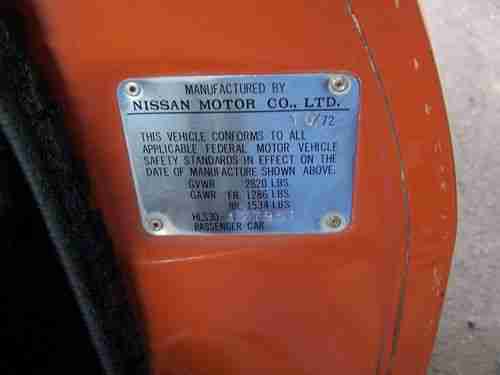 MANUFACTURED BY
NISSAN MOTOR CO., LTD.
/72
THIS VEHICLE CONFORMS TO ALL
APPLICABLE FEDERAL MOTOR VEHICLE
SAFETY STANDARDS IN EFFECT ON THE
DATE OF MANUFACTURE SHOWN ABOVE.
GVWR 2820 LBS
GAWR FR 1286 LBS
RR 1534 LBS
HLS30
PASSENGER CAR